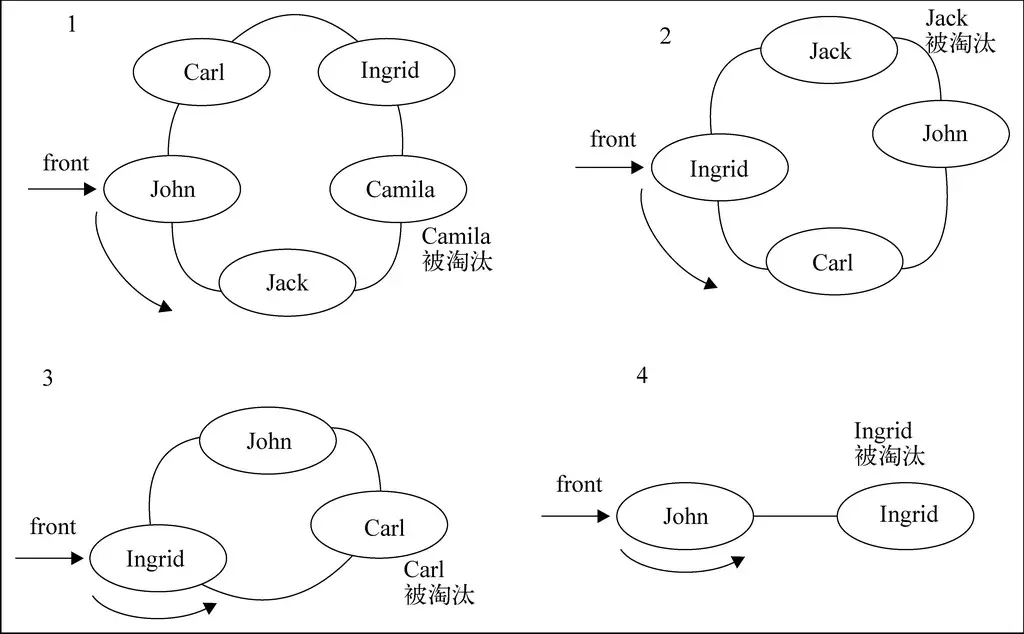 1
Carl
Ingrid
front
John
Camila
Camila
被淘汰
Jack
2
Jack
被淘汰
Jack
front
John
Ingrid
Carl
3
John
front
Carl
Ingrid
Carl
被淘汰
4
Ingrid
被淘汰
front
John
Ingrid